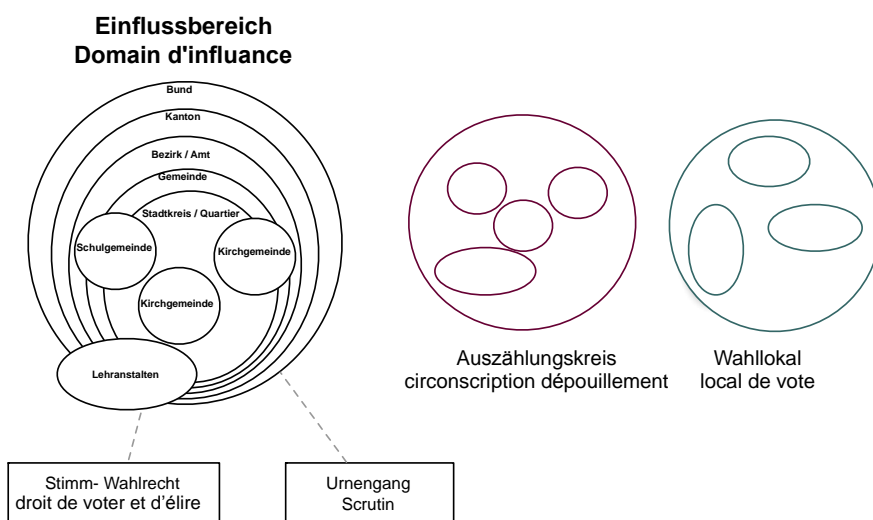 Einflussbereich
Domain d'influance
Bund
Kanton
Bezirk / Amt
Gemeinde
Stadtkreis / Quartier
Schulgemeinde
Kirchgemeinde
Kirchgemeinde
Lehranstalten
Auszählungskreis
circonscription dépouillement
Wahllokal
local de vote
Stimm- Wahlrecht
droit de voter et d’élire
Urnengang
Scrutin